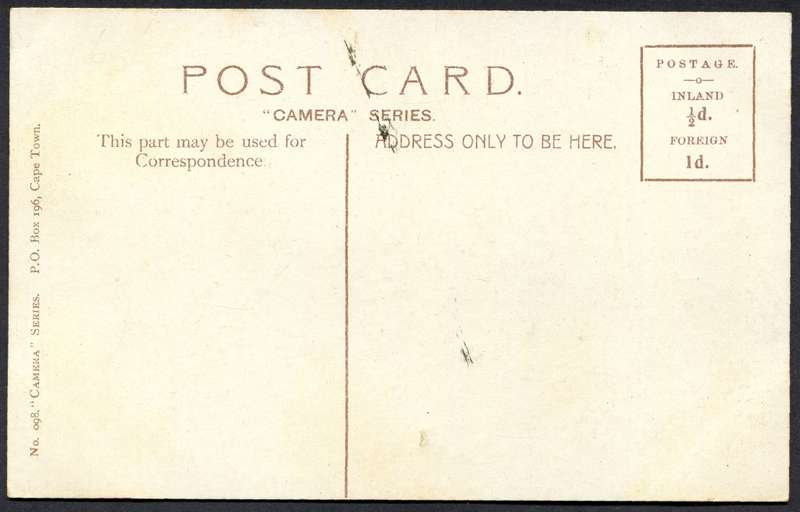 POST CARD.
"CAMERA" SERIES.
This part may be used for
Correspondence.
ADDRESS ONLY TO BE HERE.
POSTAGE.
INLAND
½d.
FOREIGN
1d.
No. 098. "CAMERA" SERIES. P.O. Box 196, Cape Town.